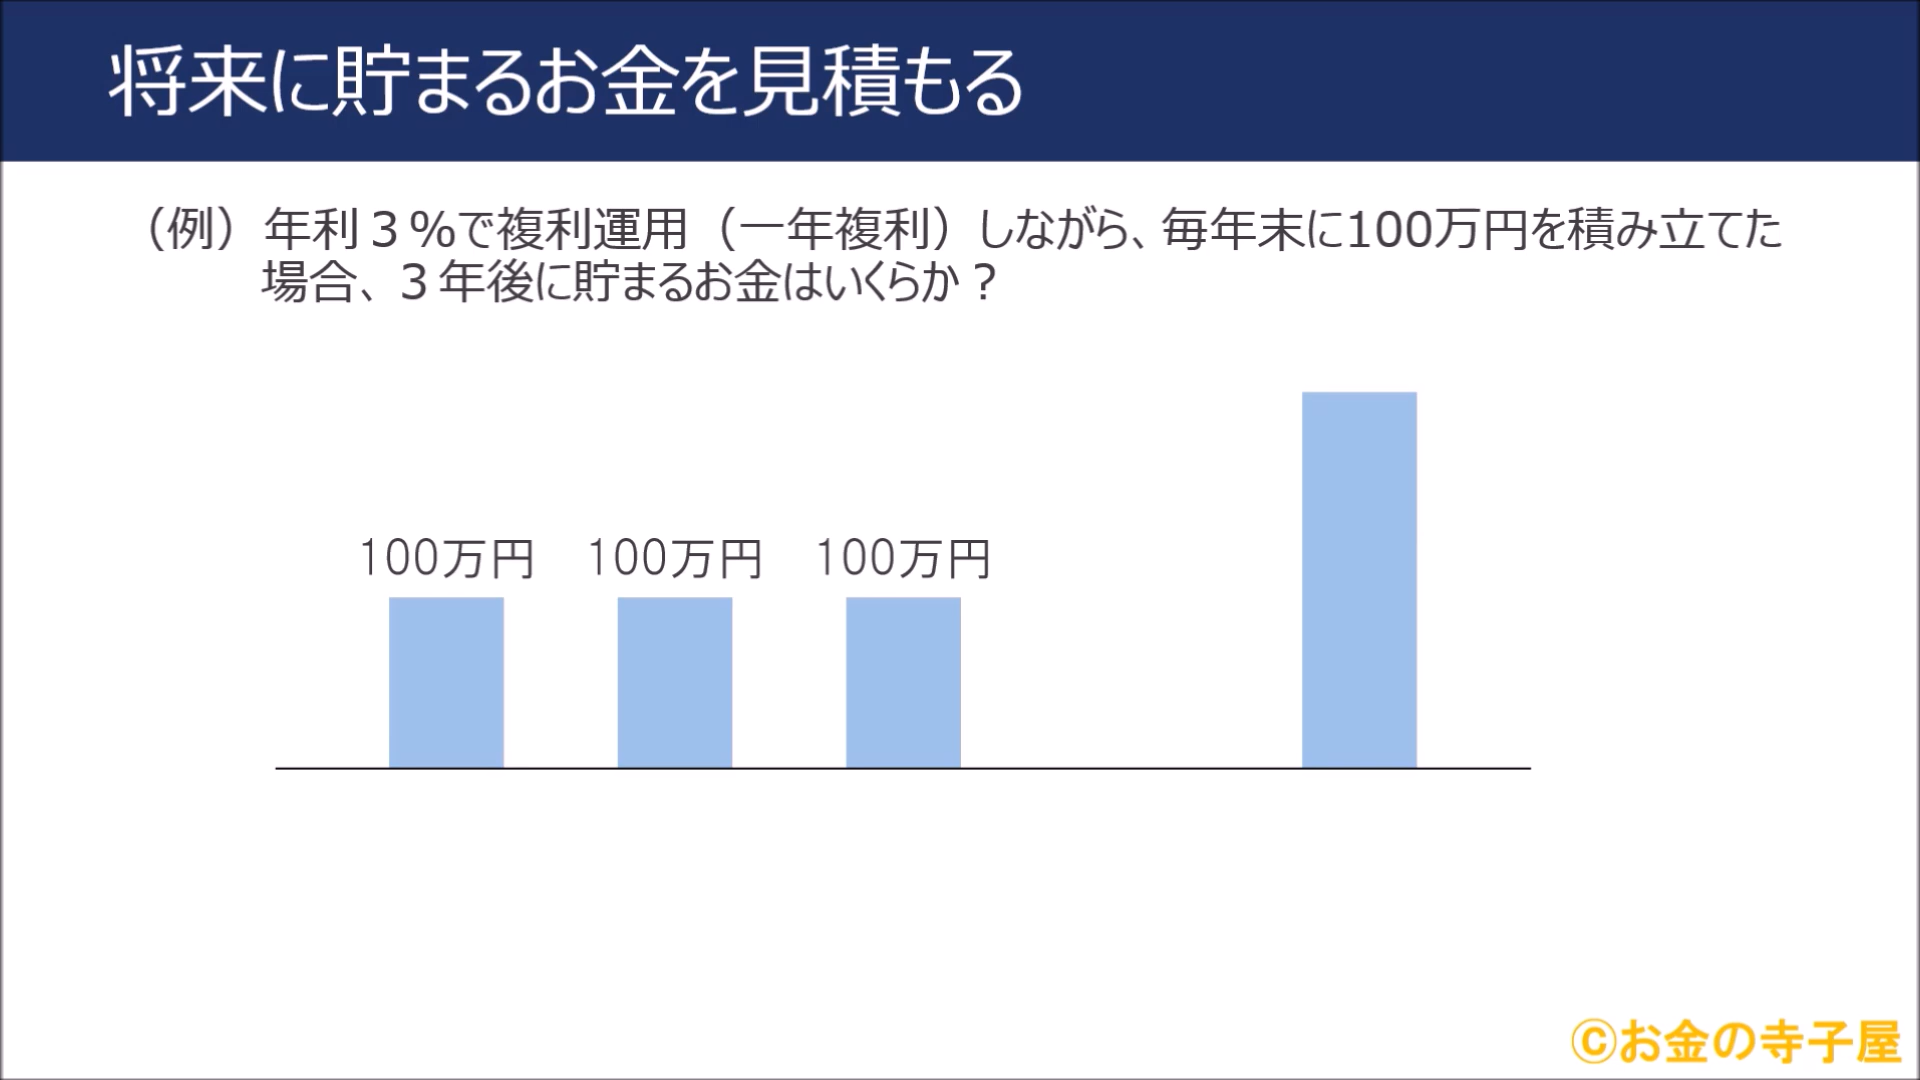 将来に貯まるお金を見積もる
（例）年利３％で複利運用（一年複利）しながら、毎年末に100万円を積み立てた
場合、３年後に貯まるお金はいくらか？
100万円 100万円 100万円
©お金の寺子屋